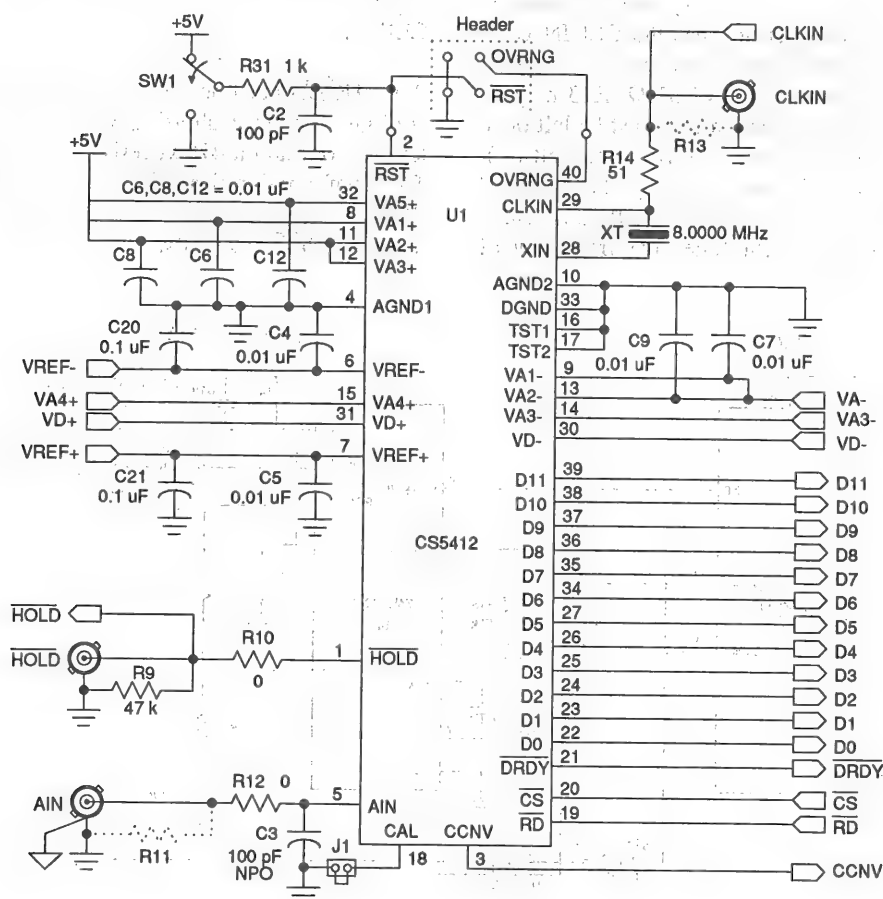 +5V
SW1
R31 1 k
C2
100 pF
Header
OVRNG
RST
CLKIN
CLKIN
R13
R14
51
+5V
2
RST
C6,C8,C12 = 0.01 uF
32 VA5+
8 VA1+
11 VA2+
12 VA3+
U1
40 OVRNG
29 CLKIN
XT 8.0000 MHz
28 XIN
C8 C6 C12
4 AGND1
10 AGND2
33 DGND
16 TST1
17 TST2
C20
0.1 uF
C4
0.01 uF
C9
0.01 uF
C7
0.01 uF
VREF- 6 VREF-
9 VA1-
VA4+ 15 VA4+
VA2- 13 VA-
VD+ 31 VD+
VA3- 14 VA3-
VD- 30 VD-
VREF+ 7 VREF+
C21
0.1 uF
C5
0.01 uF
CS5412
D11 39 D11
D10 38 D10
D9 37 D9
D8 36 D8
D7 35 D7
D6 34 D6
D5 27 D5
D4 26 D4
D3 25 D3
D2 24 D2
D1 23 D1
D0 22 D0
DRDY 21 DRDY
CS 20 CS
RD 19 RD
HOLD
HOLD
R10
0
1 HOLD
R9
47 k
AIN
R12 0
5 AIN
R11
C3
100 pF
NPO
J1
CAL
18
CCNV
3
CCNV